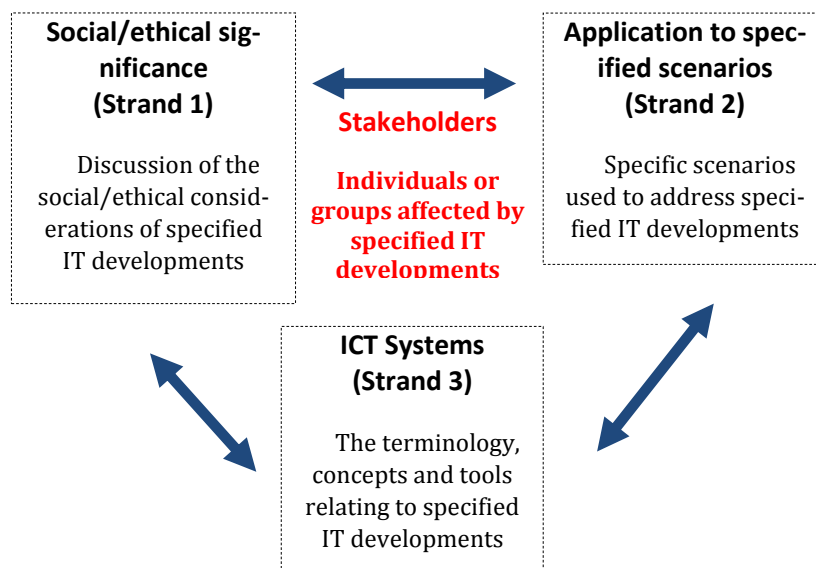 Social/ethical sig-
nificance
(Strand 1)
Discussion of the
social/ethical consid-
erations of specified
IT developments
Stakeholders
Individuals or
groups affected by
specified IT
developments
Application to spec-
ified scenarios
(Strand 2)
Specific scenarios
used to address speci-
fied IT developments
ICT Systems
(Strand 3)
The terminology,
concepts and tools
relating to specified
IT developments